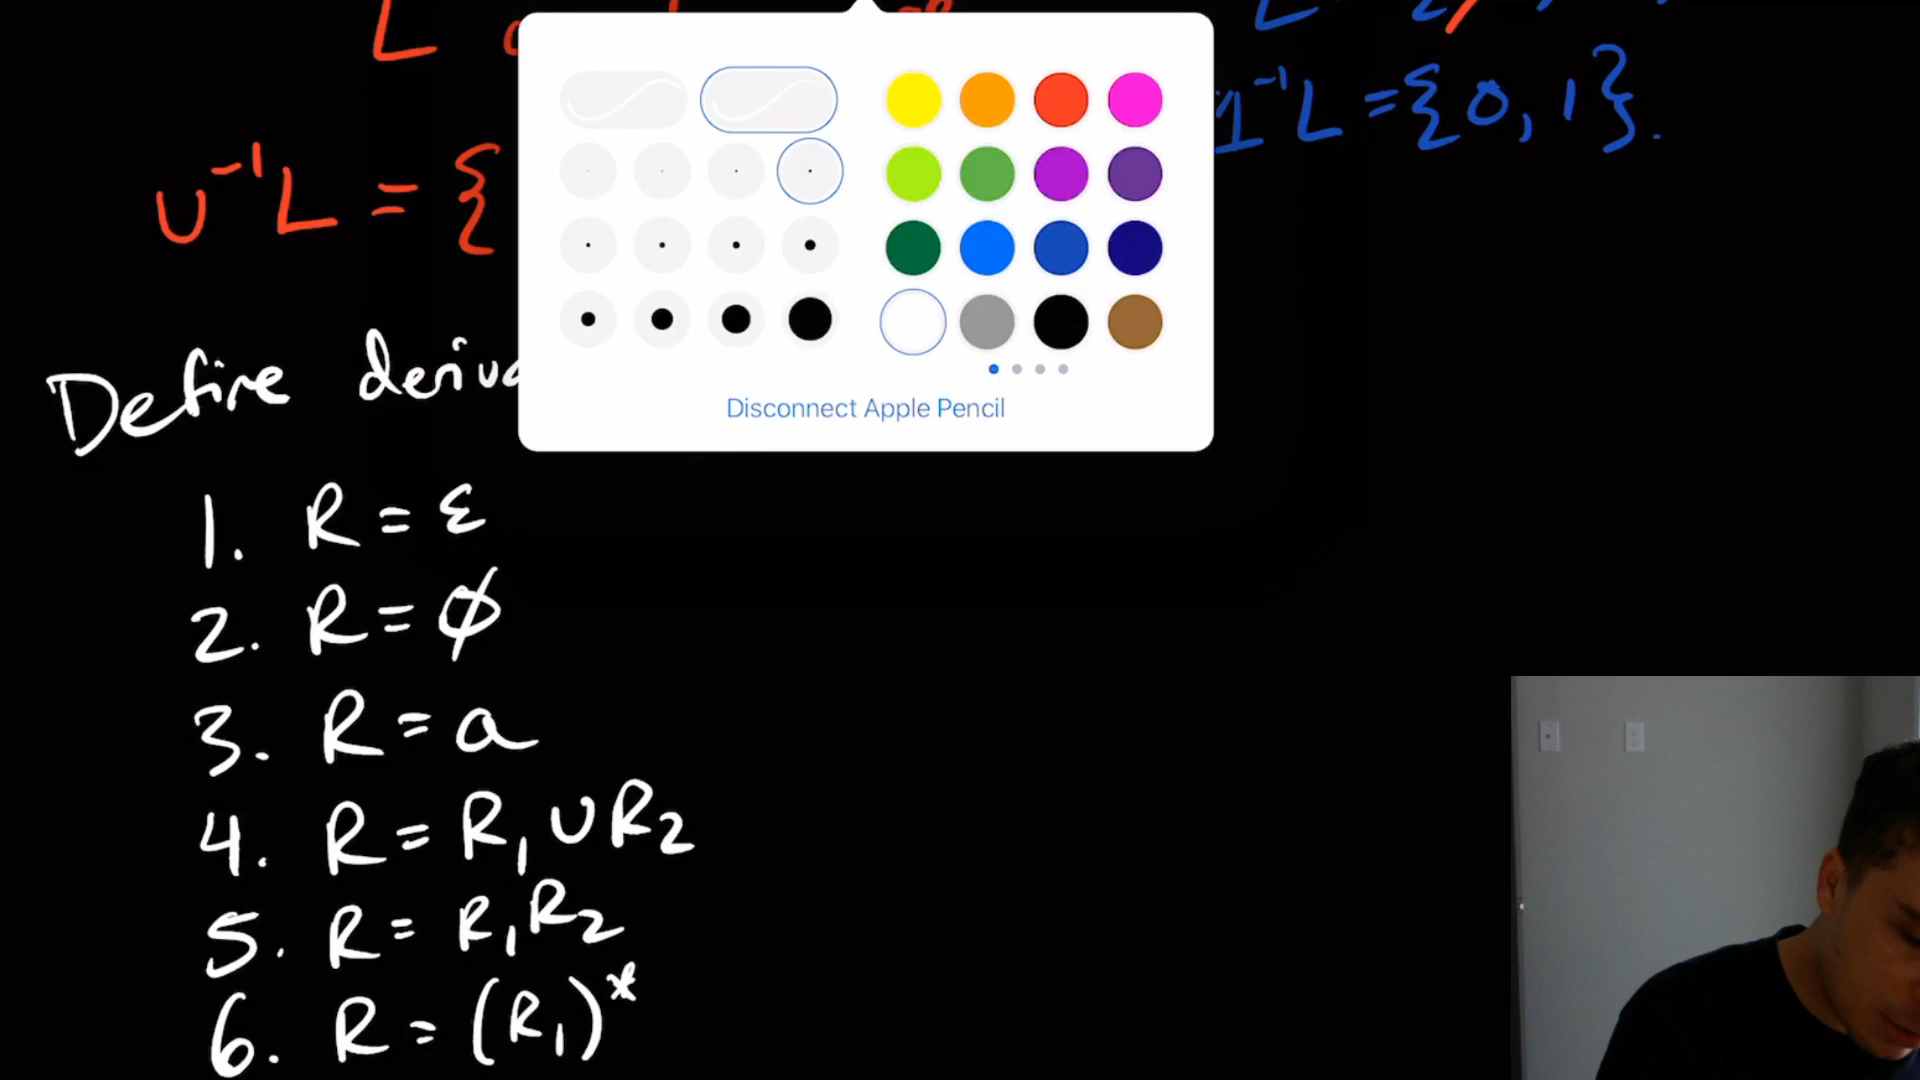 L
1⁻¹L = {0, 1}.
u⁻¹L = {
Define deriva
Disconnect Apple Pencil
1. R = ε
2. R = ∅
3. R = a
4. R = R₁ ∪ R₂
5. R = R₁R₂
6. R = (R₁)*